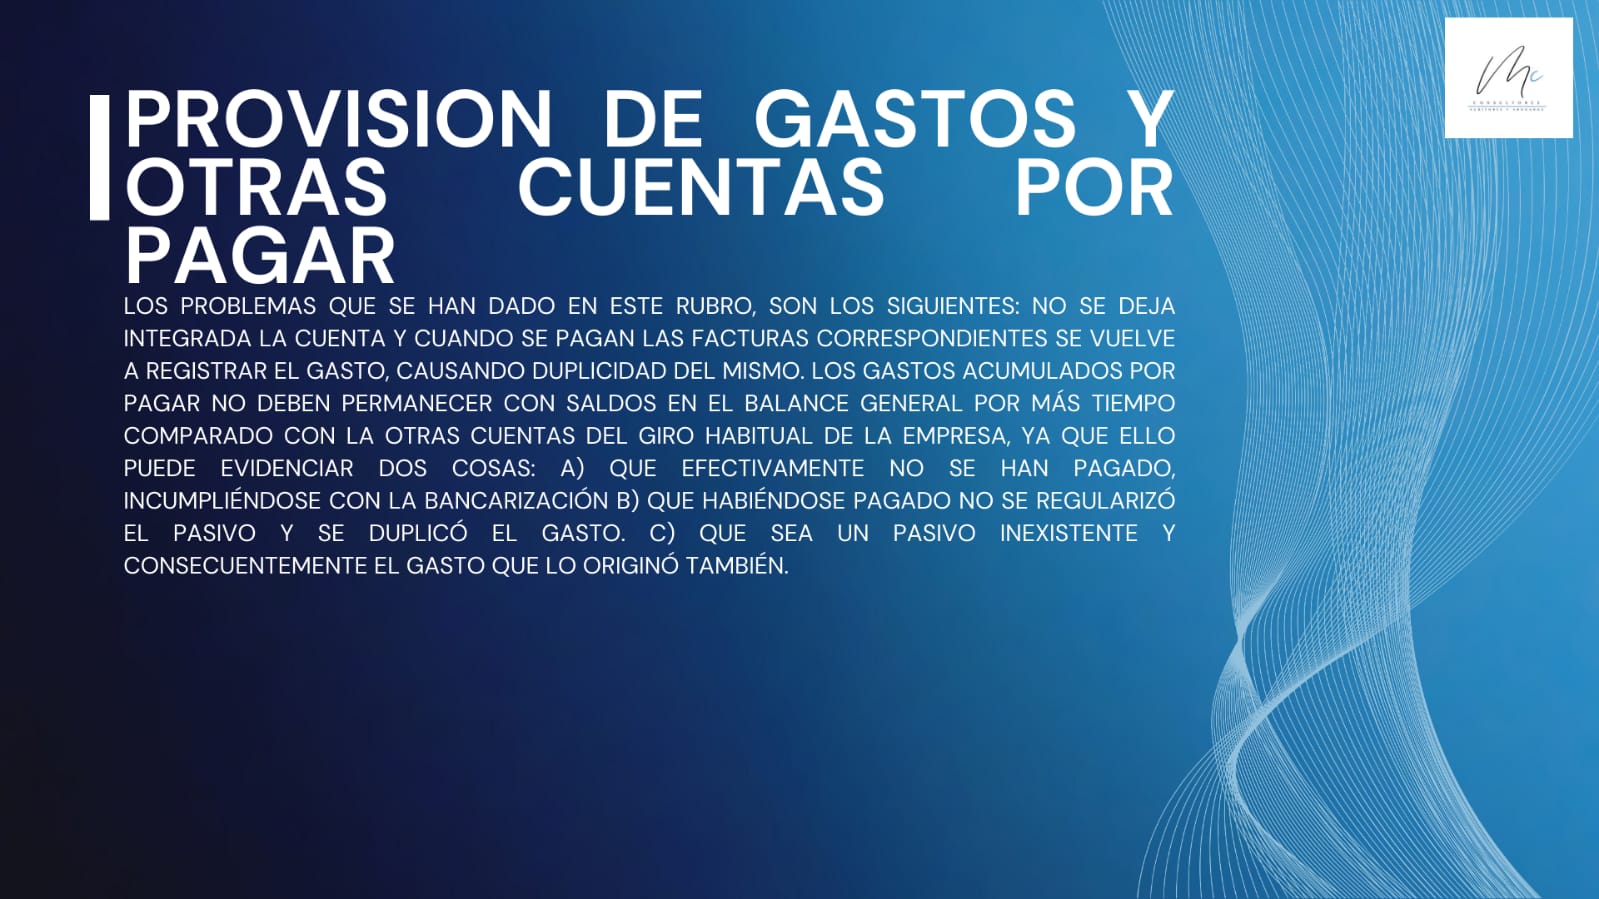 PROVISION DE GASTOS Y
OTRAS CUENTAS POR
PAGAR
LOS PROBLEMAS QUE SE HAN DADO EN ESTE RUBRO, SON LOS SIGUIENTES: NO SE DEJA
INTEGRADA LA CUENTA Y CUANDO SE PAGAN LAS FACTURAS CORRESPONDIENTES SE VUELVE
A REGISTRAR EL GASTO, CAUSANDO DUPLICIDAD DEL MISMO. LOS GASTOS ACUMULADOS POR
PAGAR NO DEBEN PERMANECER CON SALDOS EN EL BALANCE GENERAL POR MÁS TIEMPO
COMPARADO CON LA OTRAS CUENTAS DEL GIRO HABITUAL DE LA EMPRESA, YA QUE ELLO
PUEDE EVIDENCIAR DOS COSAS: A) QUE EFECTIVAMENTE NO SE HAN PAGADO,
INCUMPLIÉNDOSE CON LA BANCARIZACIÓN B) QUE HABIÉNDOSE PAGADO NO SE REGULARIZÓ
EL PASIVO Y SE DUPLICÓ EL GASTO. C) QUE SEA UN PASIVO INEXISTENTE Y
CONSECUENTEMENTE EL GASTO QUE LO ORIGINÓ TAMBIÉN.
Mc
CONSULTORES
AUDITORES Y ABOGADOS